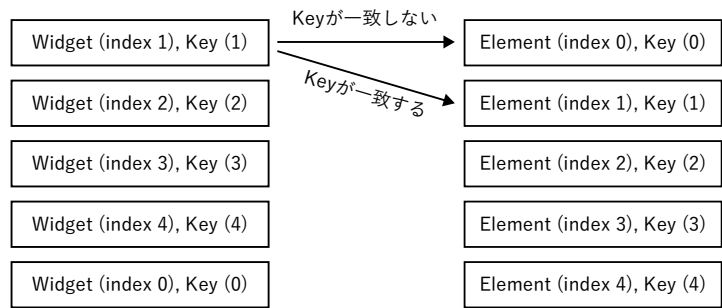 Keyが一致しない
Widget (index 1), Key (1)
Element (index 0), Key (0)
Keyが一致する
Widget (index 2), Key (2)
Element (index 1), Key (1)
Widget (index 3), Key (3)
Element (index 2), Key (2)
Widget (index 4), Key (4)
Element (index 3), Key (3)
Widget (index 0), Key (0)
Element (index 4), Key (4)